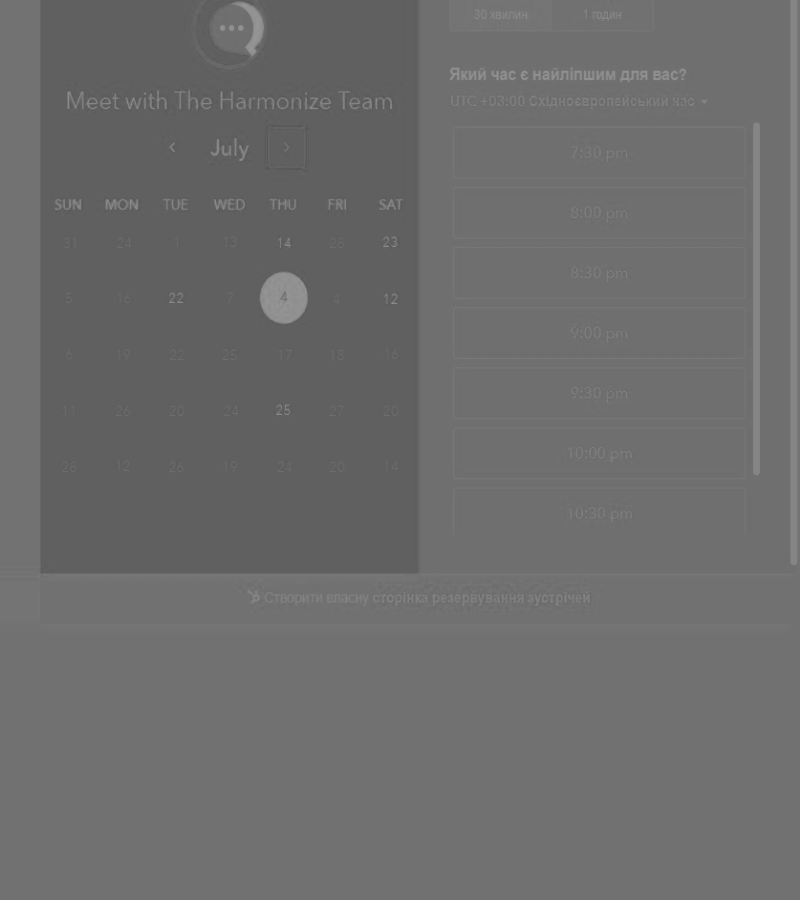 30 хвилин 1 годин
Який час є найліпшим для вас?
UTC +03:00 Східноєвропейський час
Meet with The Harmonize Team
July
SUN MON TUE WED THU FRI SAT
31 24 1 13 14 28 23
5 16 22 7 4 4 12
6 19 22 25 17 18 16
11 26 20 24 25 27 20
28 12 26 19 24 20 14
7:30 pm
8:00 pm
8:30 pm
9:00 pm
9:30 pm
10:00 pm
10:30 pm
Створити власну сторінка резервування зустрічей